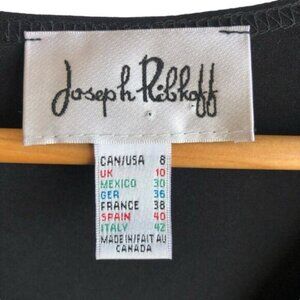 Joseph Ribkoff
CAN/USA 8
UK 10
MEXICO 30
GER 36
FRANCE 38
SPAIN 40
ITALY 42
MADE IN/FAIT AU
CANADA